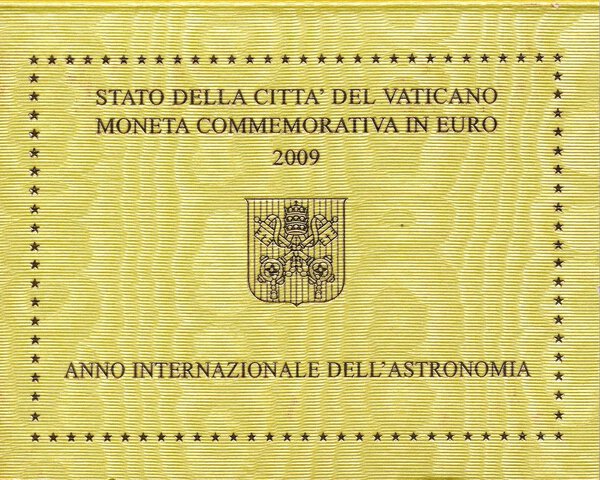 STATO DELLA CITTA' DEL VATICANO
MONETA COMMEMORATIVA IN EURO
2009
ANNO INTERNAZIONALE DELL'ASTRONOMIA